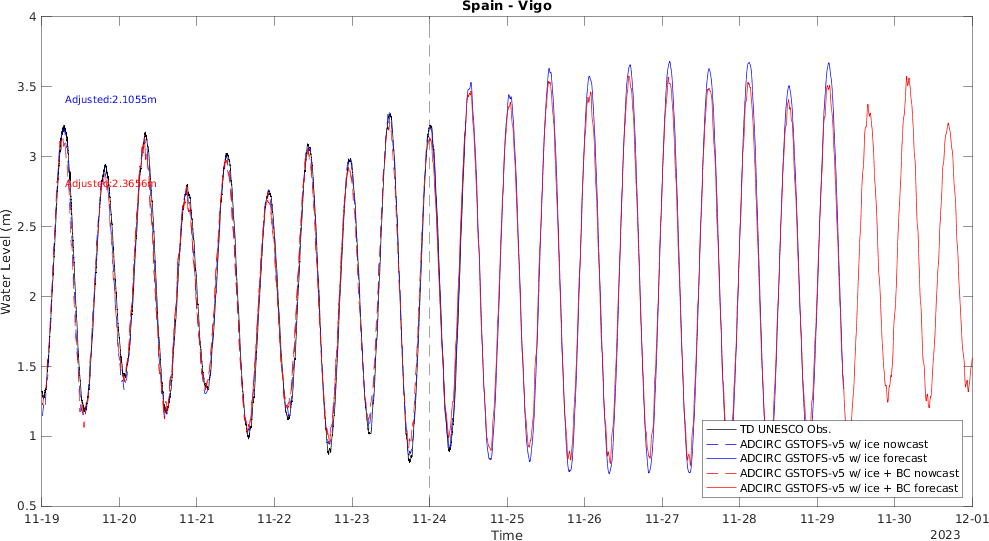 Spain - Vigo
4
3.5
3
2.5
2
1.5
1
0.5
Water Level (m)
Adjusted:2.1055m
Adjusted:2.3656m
TD UNESCO Obs.
ADCIRC GSTOFS-v5 w/ ice nowcast
ADCIRC GSTOFS-v5 w/ ice forecast
ADCIRC GSTOFS-v5 w/ ice + BC nowcast
ADCIRC GSTOFS-v5 w/ ice + BC forecast
11-19 11-20 11-21 11-22 11-23 11-24 11-25 11-26 11-27 11-28 11-29 11-30 12-01
Time
2023